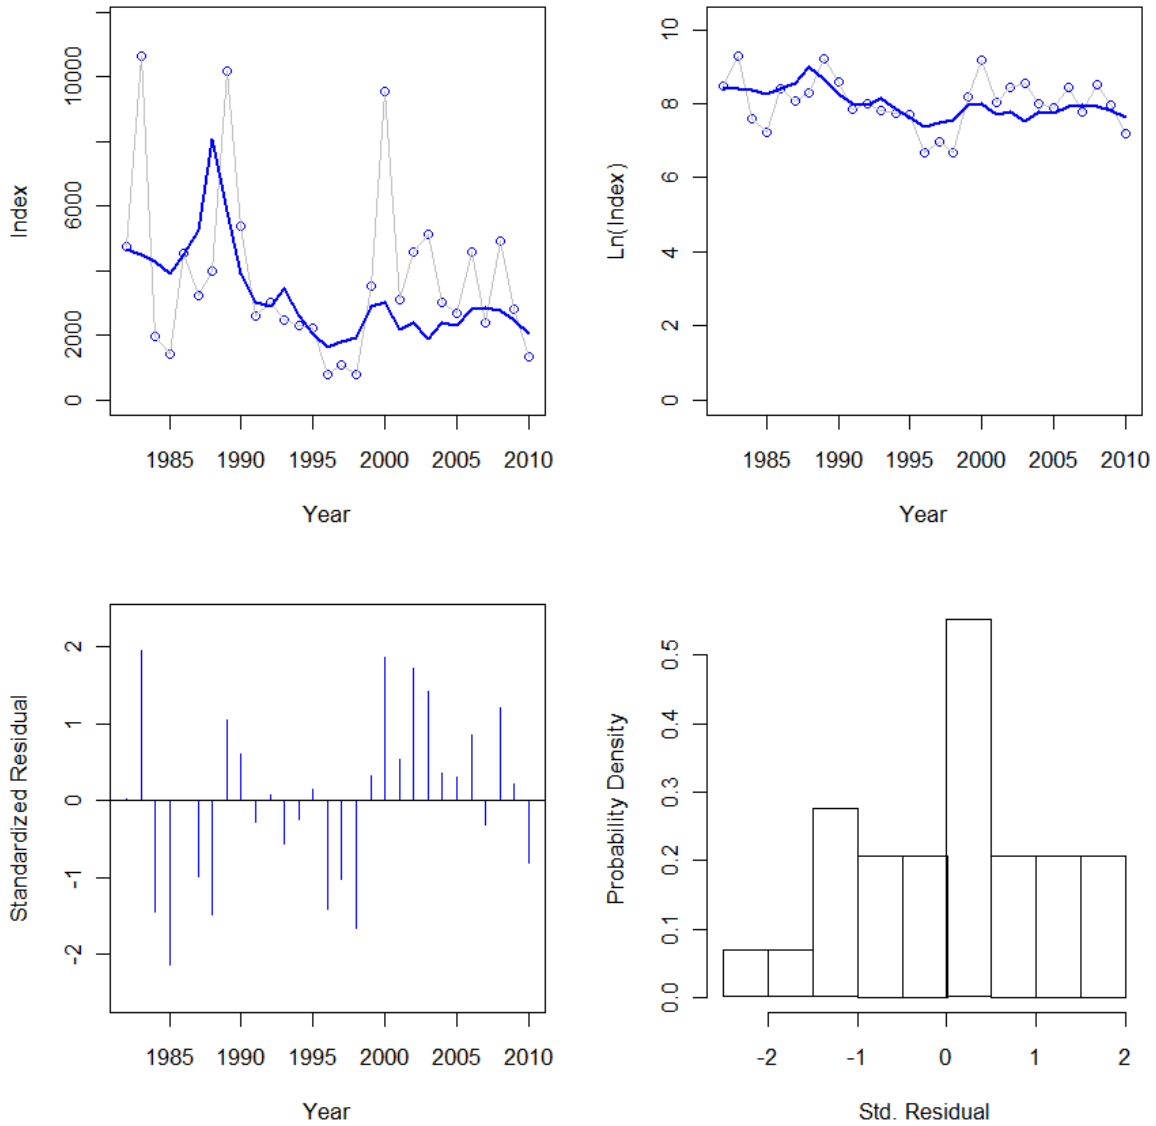 Index
10000
6000
2000
0
1985 1990 1995 2000 2005 2010
Year
Ln(Index)
10
8
6
4
2
0
1985 1990 1995 2000 2005 2010
Year
Standardized Residual
2
1
0
-1
-2
1985 1990 1995 2000 2005 2010
Year
Probability Density
0.5
0.4
0.3
0.2
0.1
0.0
-2 -1 0 1 2
Std. Residual